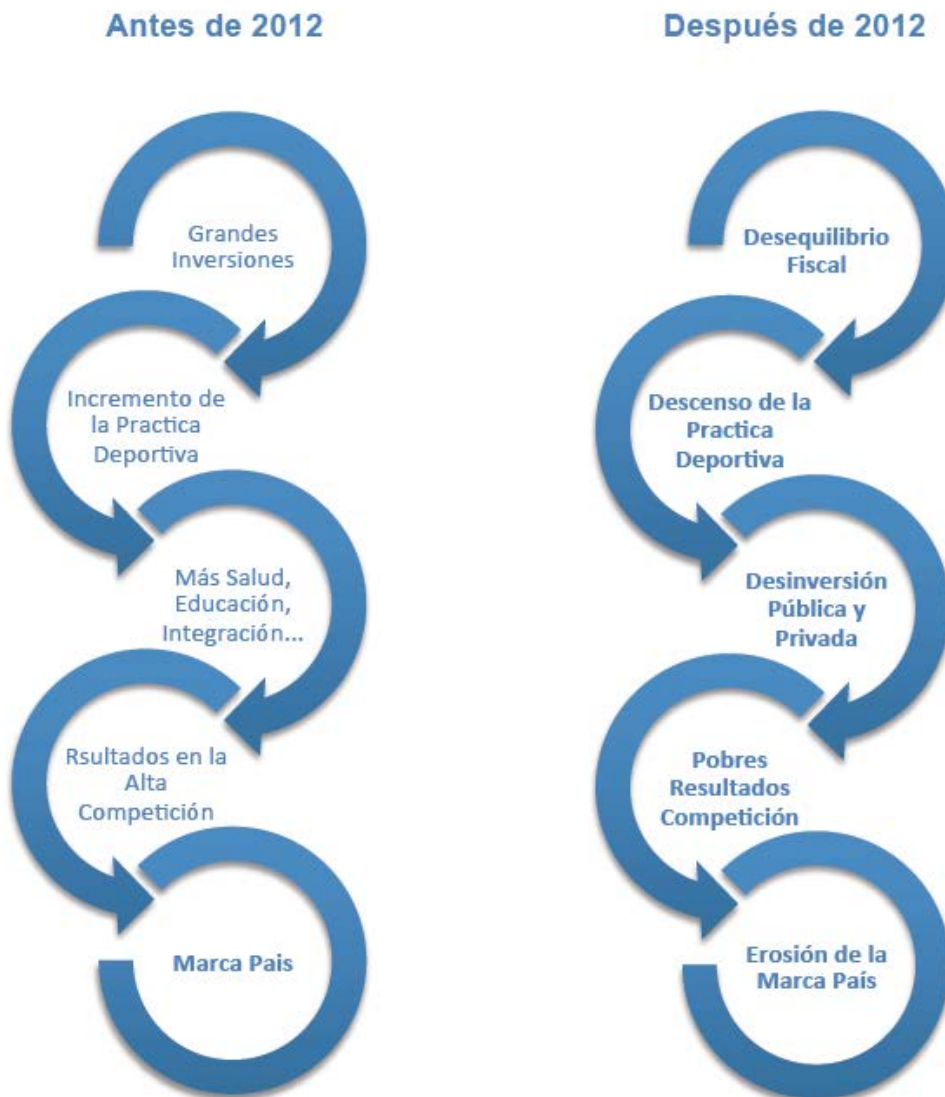 Antes de 2012
Grandes
Inversiones
Incremento de
la Practica
Deportiva
Más Salud,
Educación,
Integración...
Rsultados en la
Alta
Competición
Marca Pais
Después de 2012
Desequilibrio
Fiscal
Descenso de la
Practica
Deportiva
Desinversión
Pública y
Privada
Pobres
Resultados
Competición
Erosión de la
Marca País